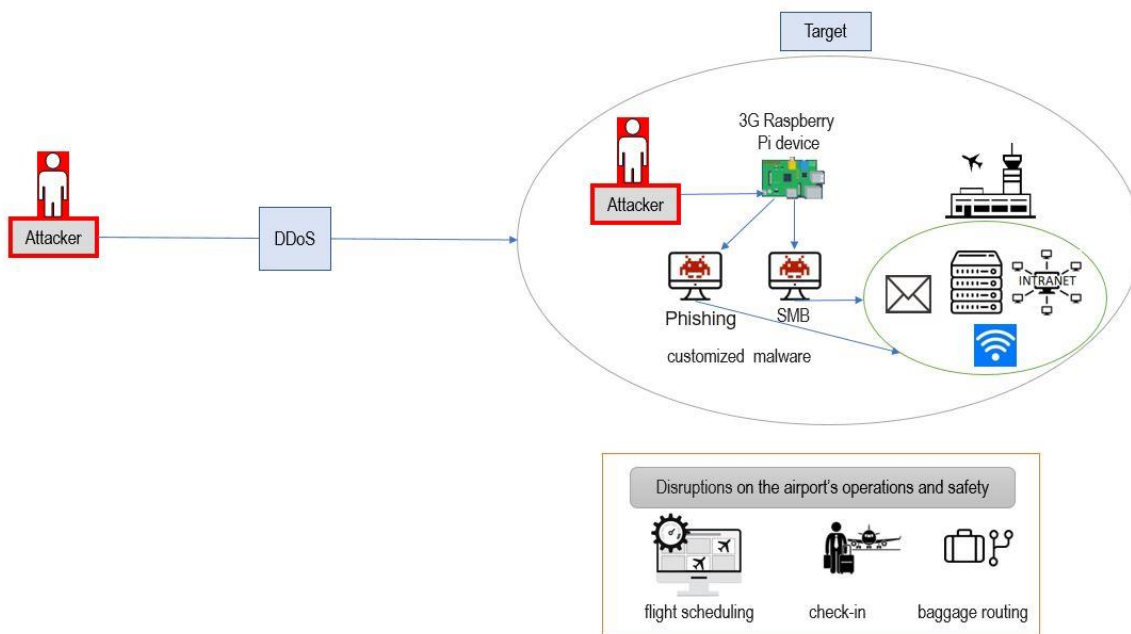 Target
3G Raspberry
Pi device
Attacker
Attacker
DDoS
INTRANET
Phishing
SMB
customized malware
Disruptions on the airport's operations and safety
flight scheduling
check-in
baggage routing